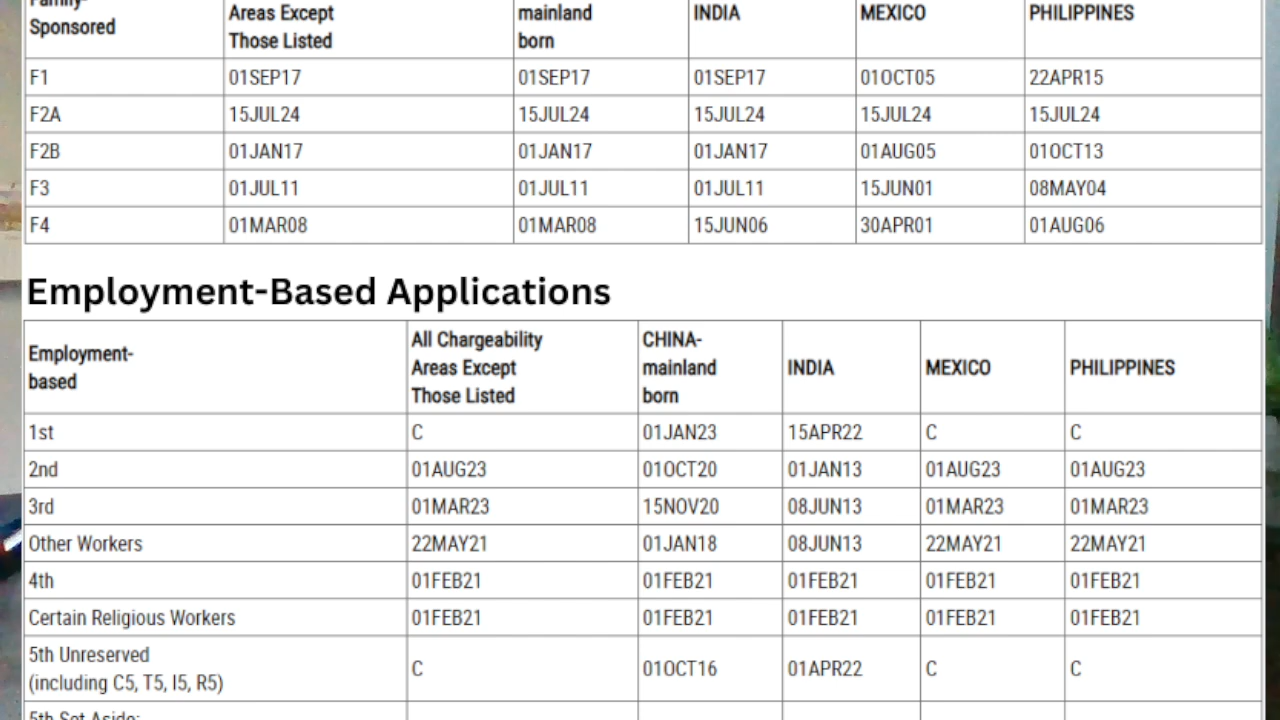 Family-
Sponsored
Areas Except
Those Listed
mainland
born
INDIA
MEXICO
PHILIPPINES
F1 01SEP17 01SEP17 01SEP17 01OCT05 22APR15
F2A 15JUL24 15JUL24 15JUL24 15JUL24 15JUL24
F2B 01JAN17 01JAN17 01JAN17 01AUG05 01OCT13
F3 01JUL11 01JUL11 01JUL11 15JUN01 08MAY04
F4 01MAR08 01MAR08 15JUN06 30APR01 01AUG06
Employment-Based Applications
Employment-
based
All Chargeability
Areas Except
Those Listed
CHINA-
mainland
born
INDIA
MEXICO
PHILIPPINES
1st C 01JAN23 15APR22 C C
2nd 01AUG23 01OCT20 01JAN13 01AUG23 01AUG23
3rd 01MAR23 15NOV20 08JUN13 01MAR23 01MAR23
Other Workers 22MAY21 01JAN18 08JUN13 22MAY21 22MAY21
4th 01FEB21 01FEB21 01FEB21 01FEB21 01FEB21
Certain Religious Workers 01FEB21 01FEB21 01FEB21 01FEB21 01FEB21
5th Unreserved
(including C5, T5, I5, R5) C 01OCT16 01APR22 C C
5th Set Aside: